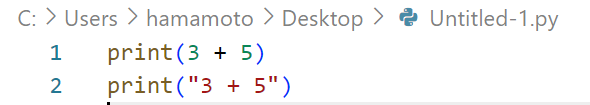 C: > Users > hamamoto > Desktop > Untitled-1.py
1 print(3 + 5)
2 print("3 + 5")